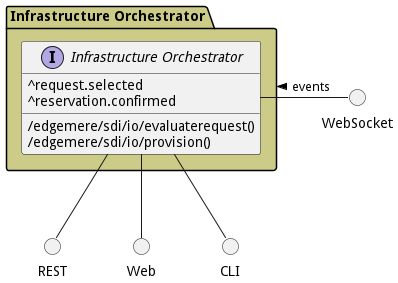 Infrastructure Orchestrator
I Infrastructure Orchestrator
^request.selected
^reservation.confirmed
/edgemere/sdi/io/evaluaterequest()
/edgemere/sdi/io/provision()
events
WebSocket
REST
Web
CLI